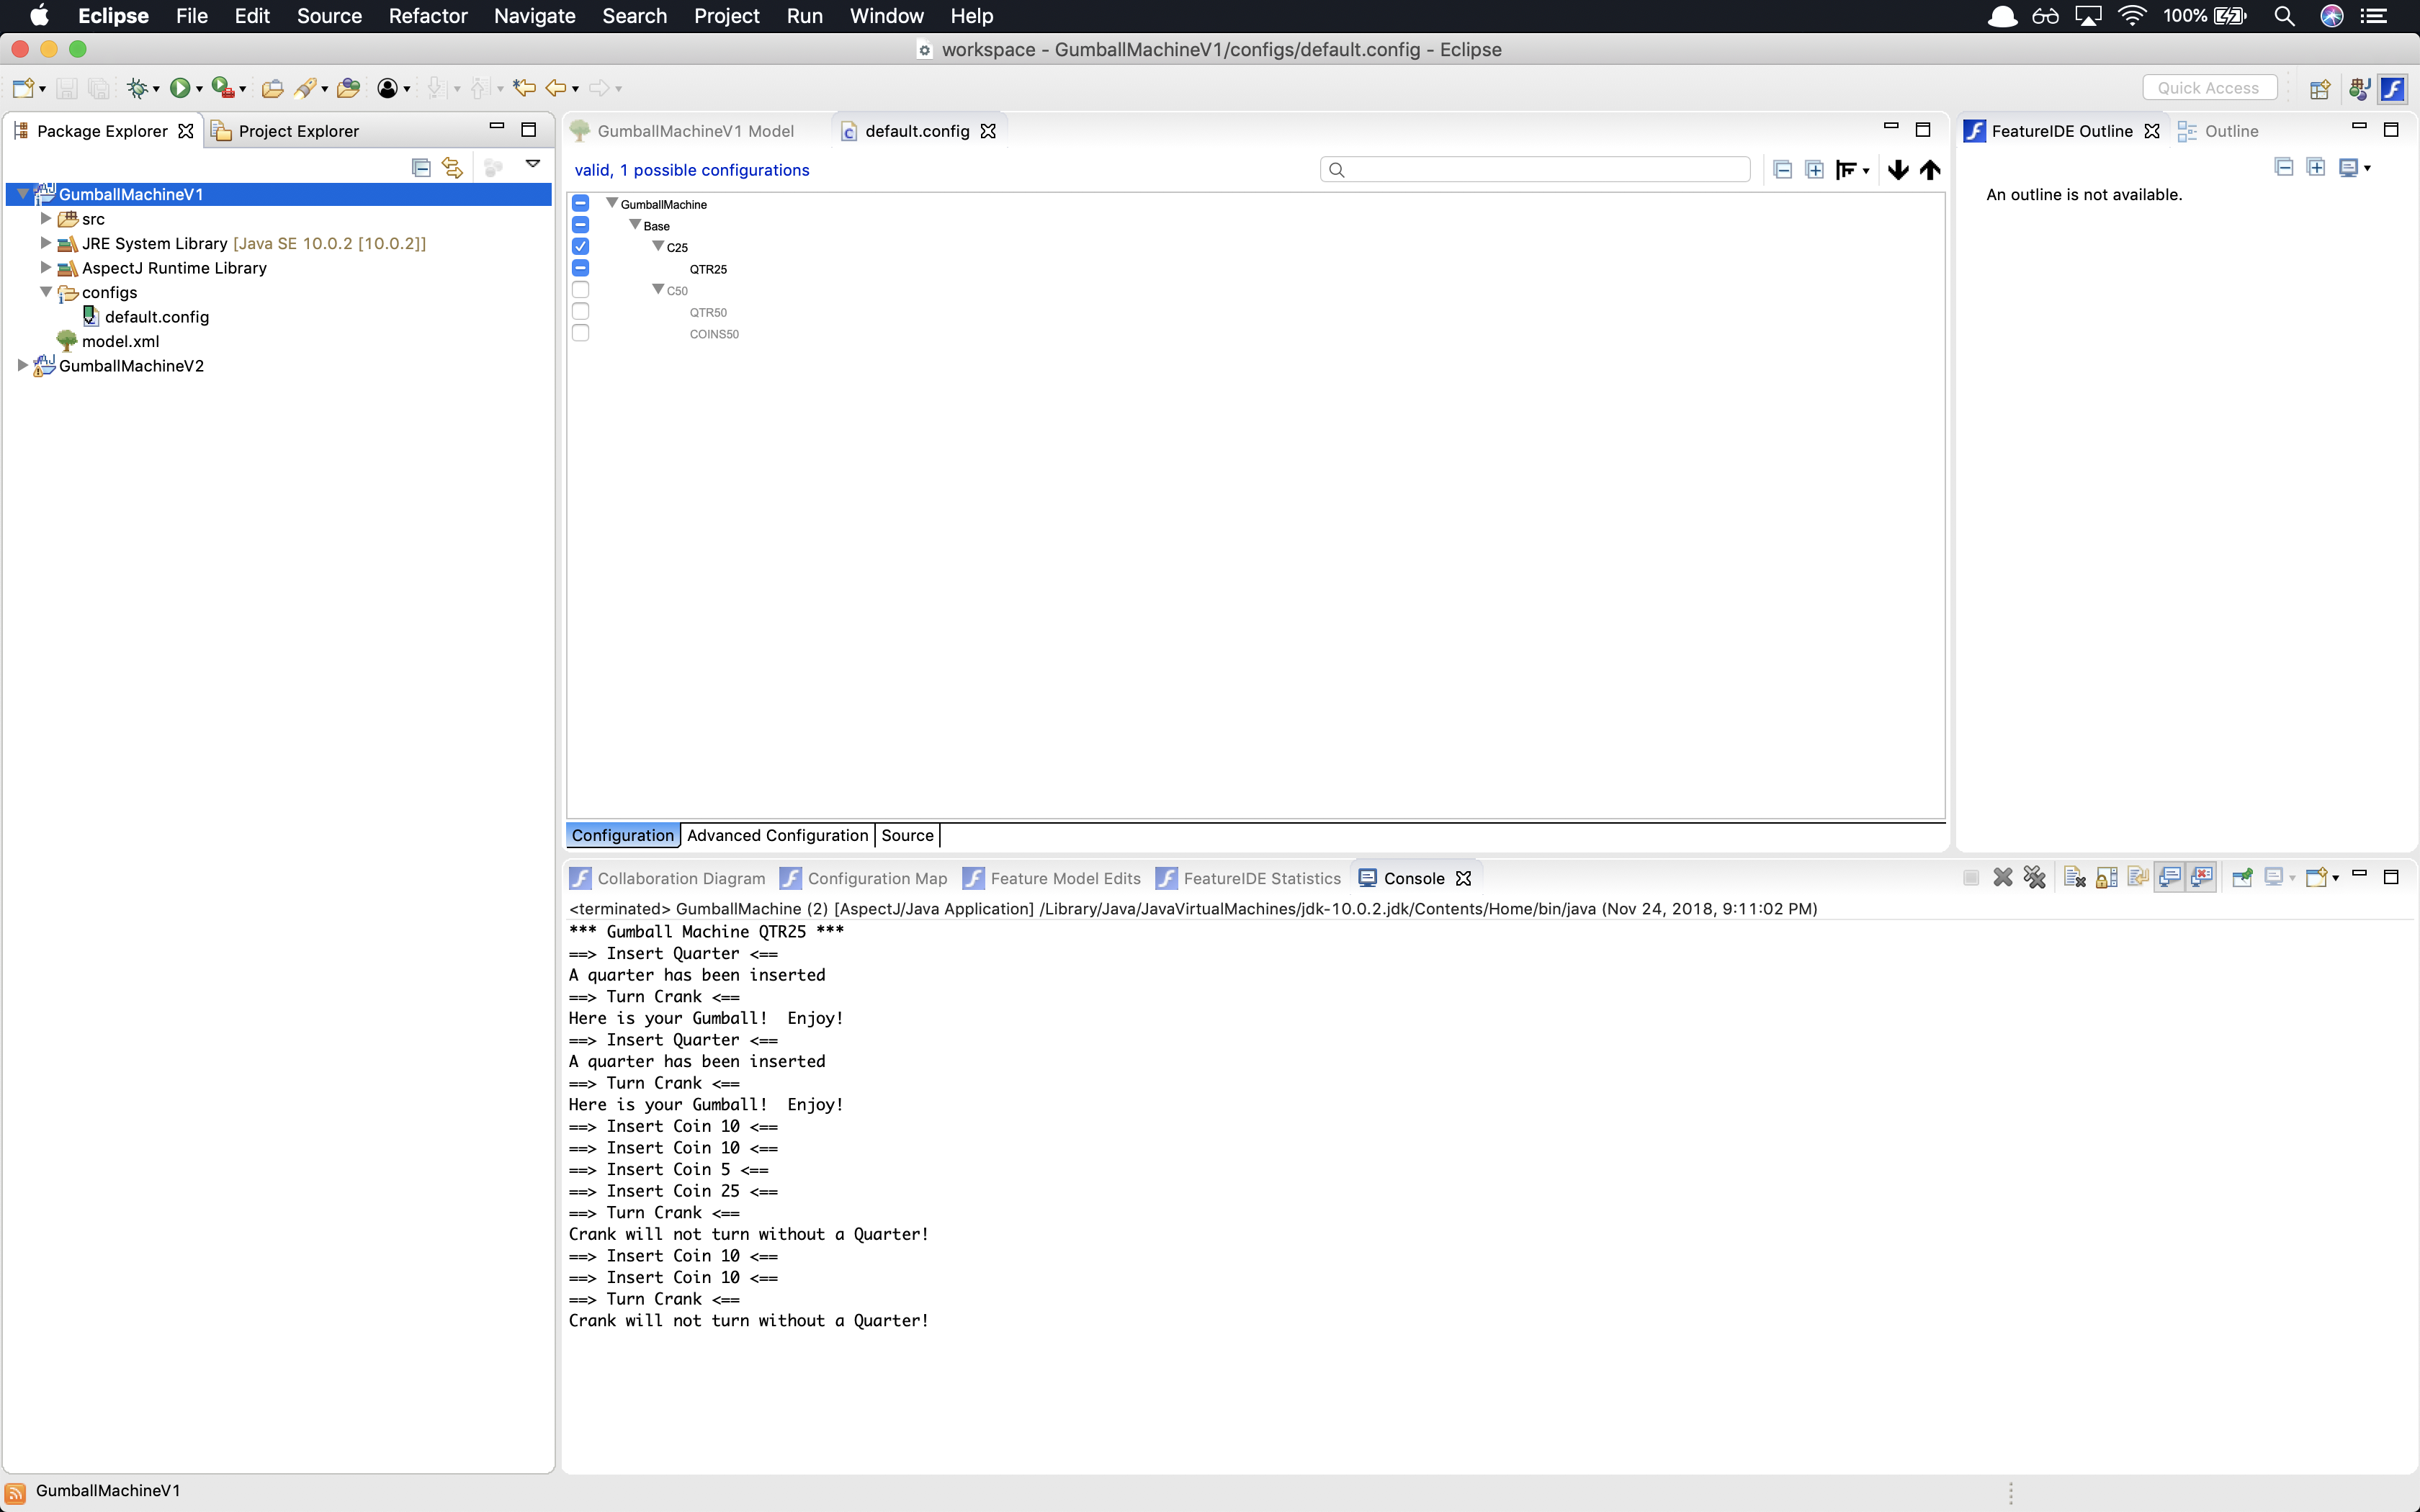 Eclipse File Edit Source Refactor Navigate Search Project Run Window Help 100%
workspace - GumballMachineV1/configs/default.config - Eclipse
Quick Access
Package Explorer Project Explorer
GumballMachineV1
src
JRE System Library [Java SE 10.0.2 [10.0.2]]
AspectJ Runtime Library
configs
default.config
model.xml
GumballMachineV2
GumballMachineV1 Model default.config
valid, 1 possible configurations
GumballMachine
Base
C25
QTR25
C50
QTR50
COINS50
Configuration Advanced Configuration Source
FeatureIDE Outline Outline
An outline is not available.
Collaboration Diagram Configuration Map Feature Model Edits FeatureIDE Statistics Console
<terminated> GumballMachine (2) [AspectJ/Java Application] /Library/Java/JavaVirtualMachines/jdk-10.0.2.jdk/Contents/Home/bin/java (Nov 24, 2018, 9:11:02 PM)
*** Gumball Machine QTR25 ***
==> Insert Quarter <==
A quarter has been inserted
==> Turn Crank <==
Here is your Gumball!  Enjoy!
==> Insert Quarter <==
A quarter has been inserted
==> Turn Crank <==
Here is your Gumball!  Enjoy!
==> Insert Coin 10 <==
==> Insert Coin 10 <==
==> Insert Coin 5 <==
==> Insert Coin 25 <==
==> Turn Crank <==
Crank will not turn without a Quarter!
==> Insert Coin 10 <==
==> Insert Coin 10 <==
==> Turn Crank <==
Crank will not turn without a Quarter!
GumballMachineV1